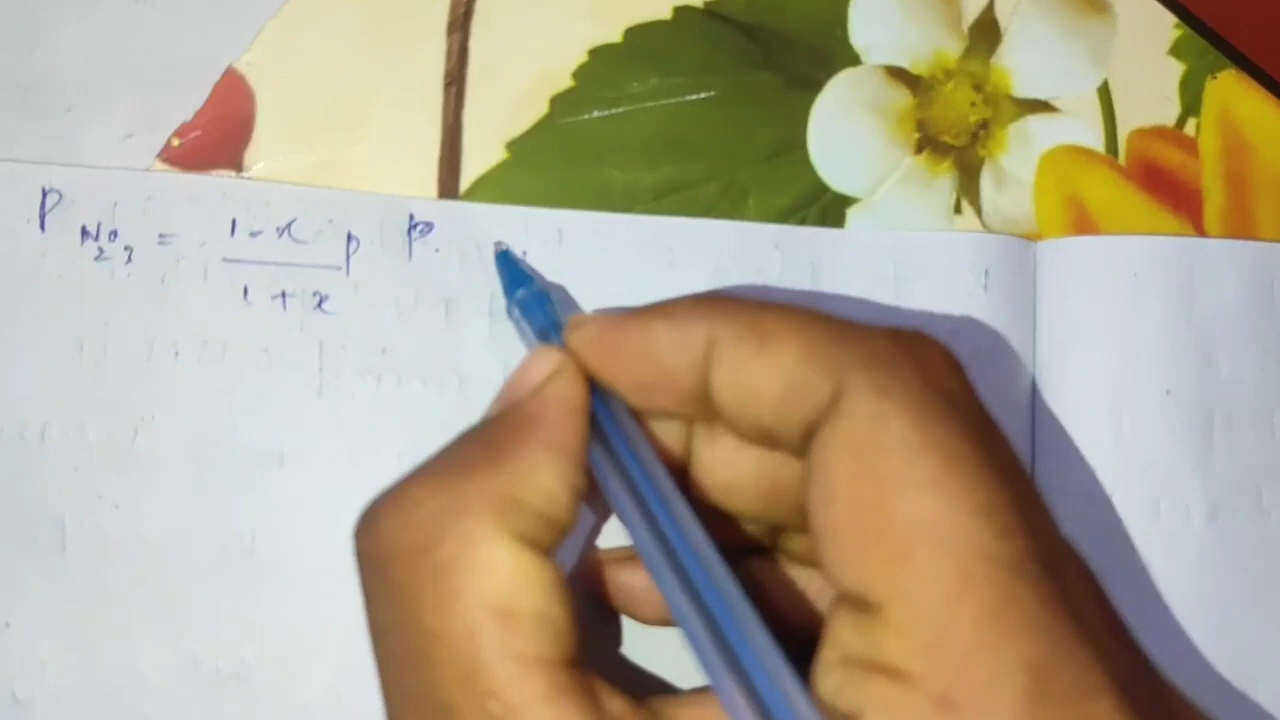 P N₂O₃ = 1-x / 1+x P P.